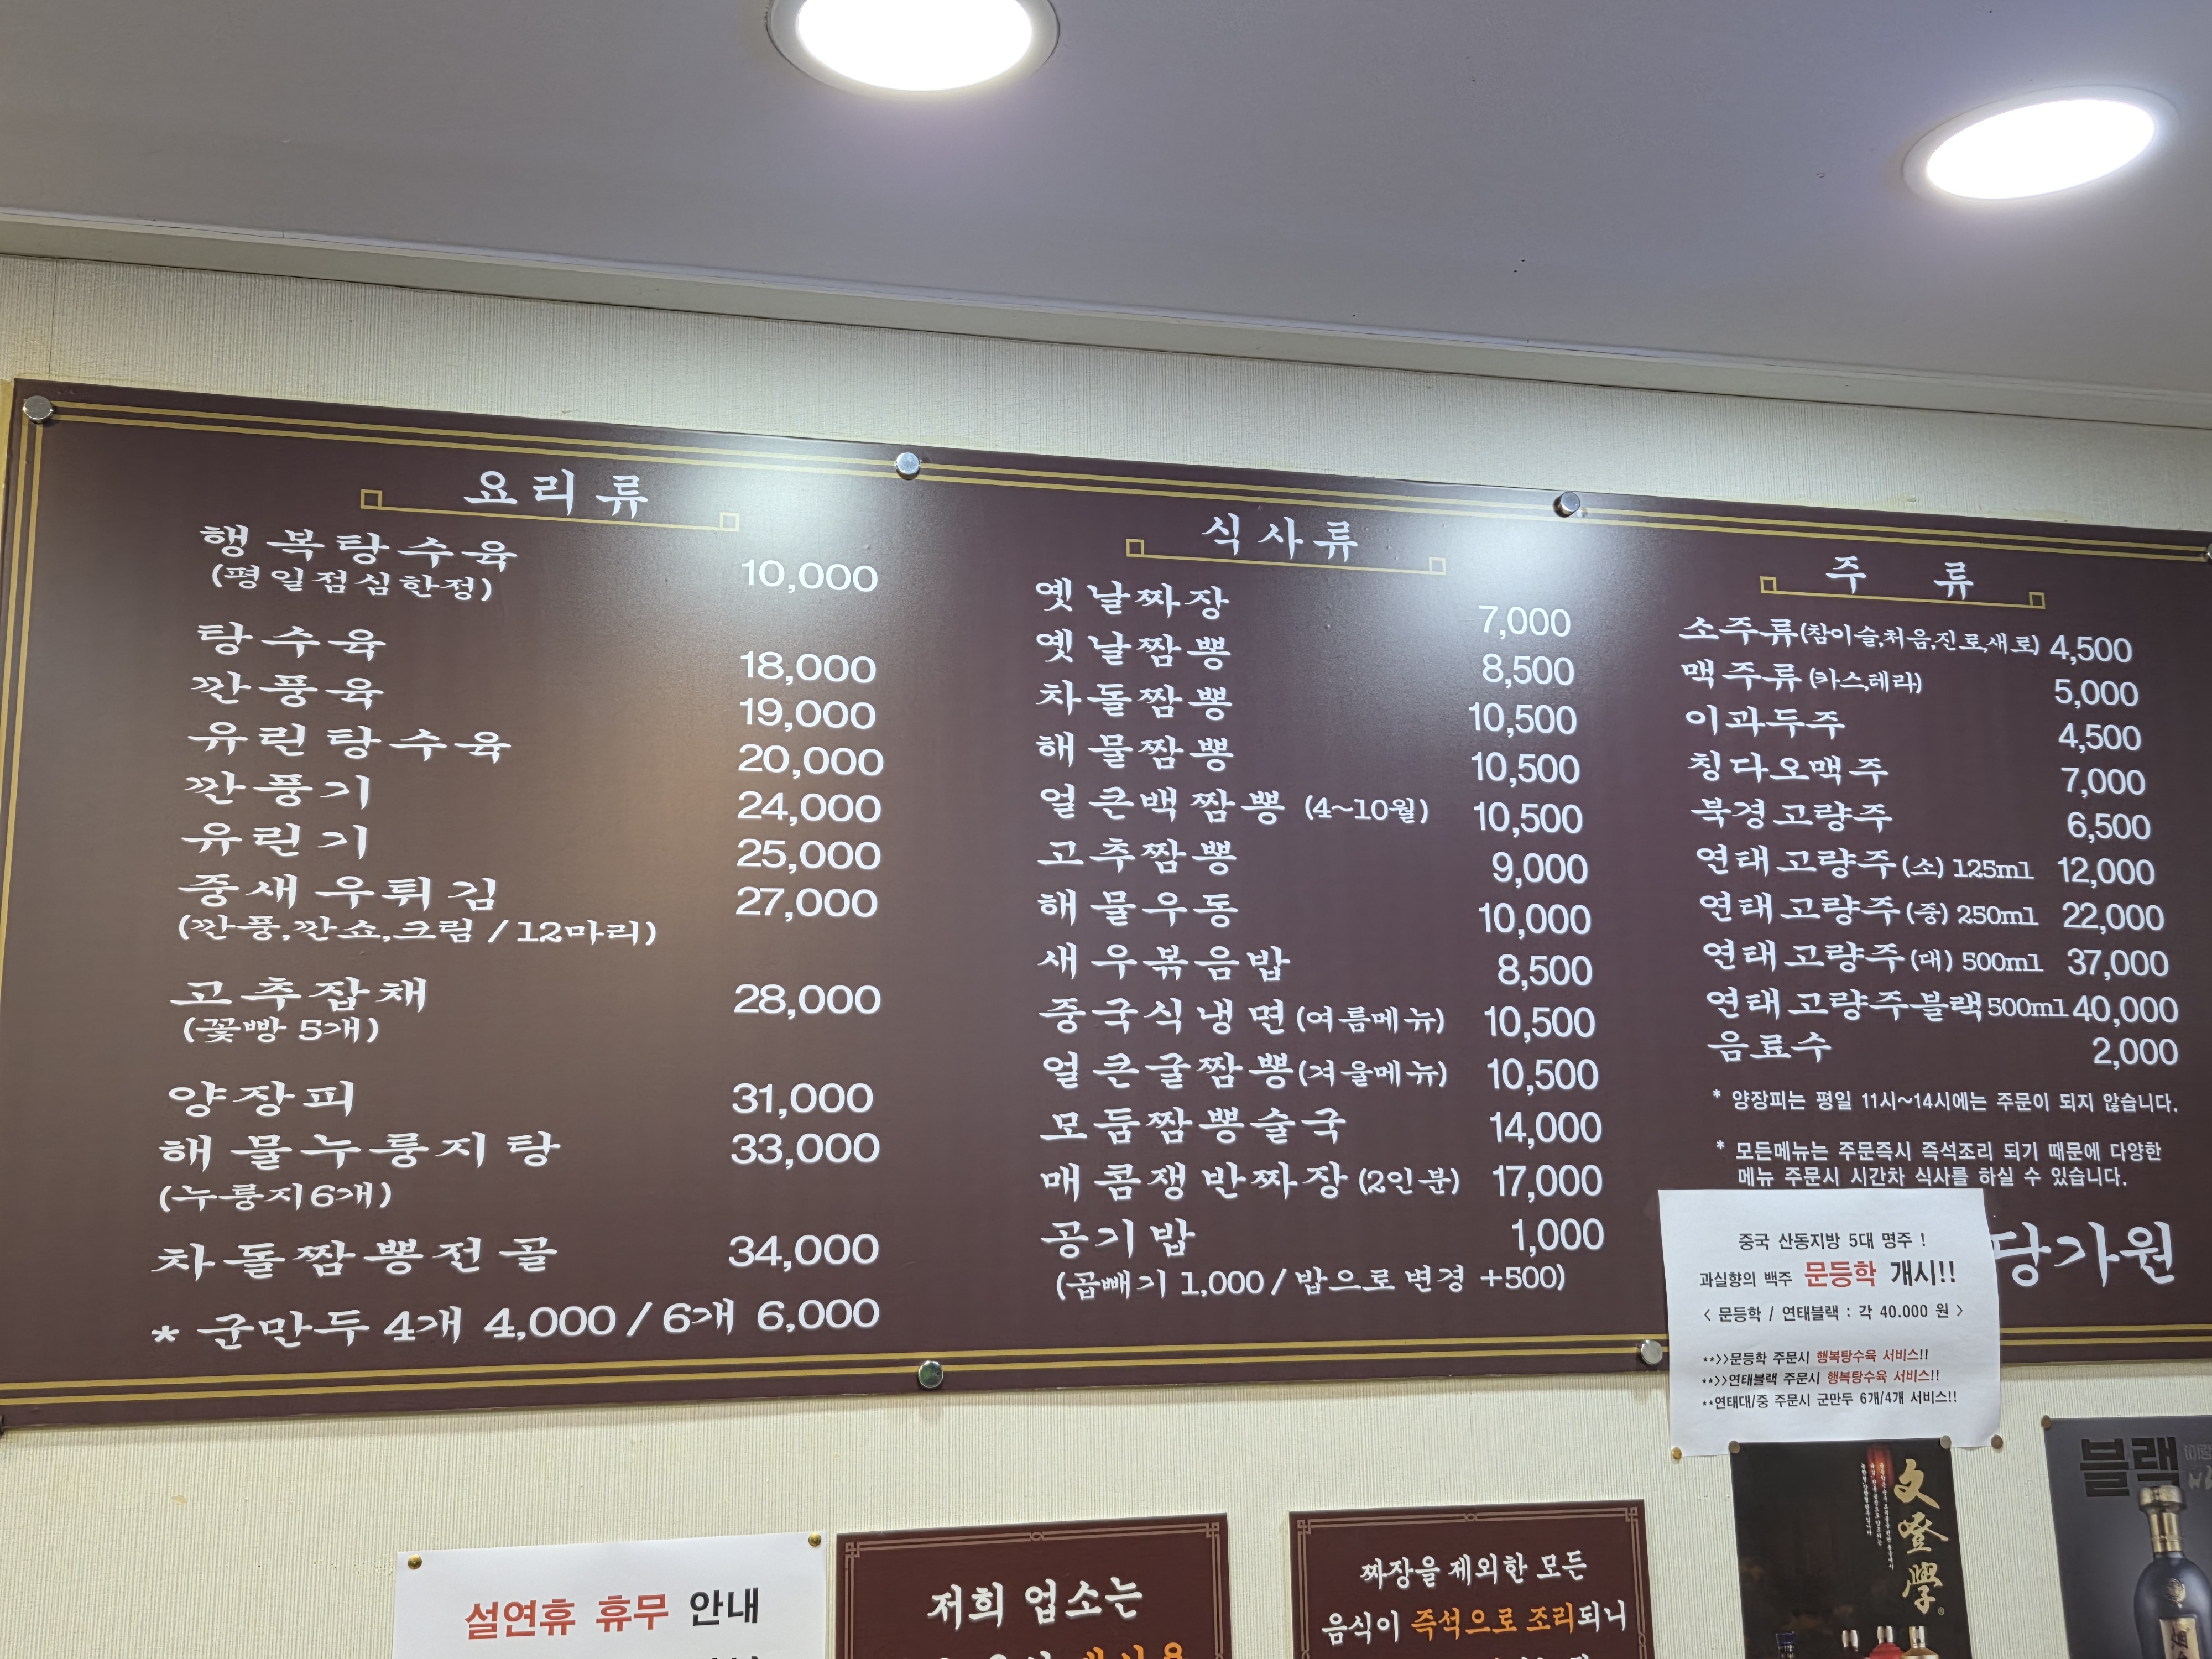 요리류
행복탕수육 10,000
(평일점심한정)
탕수육 18,000
깐풍육 19,000
유린탕수육 20,000
깐풍기 24,000
유린기 25,000
중새우튀김 27,000
(깐풍,깐쇼,크림 / 12마리)
고추잡채 28,000
(꽃빵 5개)
양장피 31,000
해물누룽지탕 33,000
(누룽지6개)
차돌짬뽕전골 34,000
* 군만두 4개 4,000 / 6개 6,000
식사류
옛날짜장 7,000
옛날짬뽕 8,500
차돌짬뽕 10,500
해물짬뽕 10,500
얼큰백짬뽕 (4~10월) 10,500
고추짬뽕 9,000
해물우동 10,000
새우볶음밥 8,500
중국식냉면(여름메뉴) 10,500
얼큰굴짬뽕(겨울메뉴) 10,500
모둠짬뽕술국 14,000
매콤쟁반짜장(2인분) 17,000
공기밥 1,000
(곱빼기 1,000 / 밥으로 변경 +500)
주류
소주류(참이슬,처음,진로,새로) 4,500
맥주류(카스,테라) 5,000
이과두주 4,500
칭다오맥주 7,000
북경고량주 6,500
연태고량주(소) 125ml 12,000
연태고량주(중) 250ml 22,000
연태고량주(대) 500ml 37,000
연태고량주블랙500ml 40,000
음료수 2,000
* 양장피는 평일 11시~14시에는 주문이 되지 않습니다.
* 모든메뉴는 주문즉시 즉석조리 되기 때문에 다양한
메뉴 주문시 시간차 식사를 하실 수 있습니다.
당가원
중국 산동지방 5대 명주 !
과실향의 백주 문등학 개시!!
< 문등학 / 연태블랙 : 각 40.000 원 >
**>>문등학 주문시 행복탕수육 서비스!!
**>>연태블랙 주문시 행복탕수육 서비스!!
**연태대/중 주문시 군만두 6개/4개 서비스!!
설연휴 휴무 안내
저희 업소는
짜장을 제외한 모든
음식이 즉석으로 조리되니
文登學
블랙